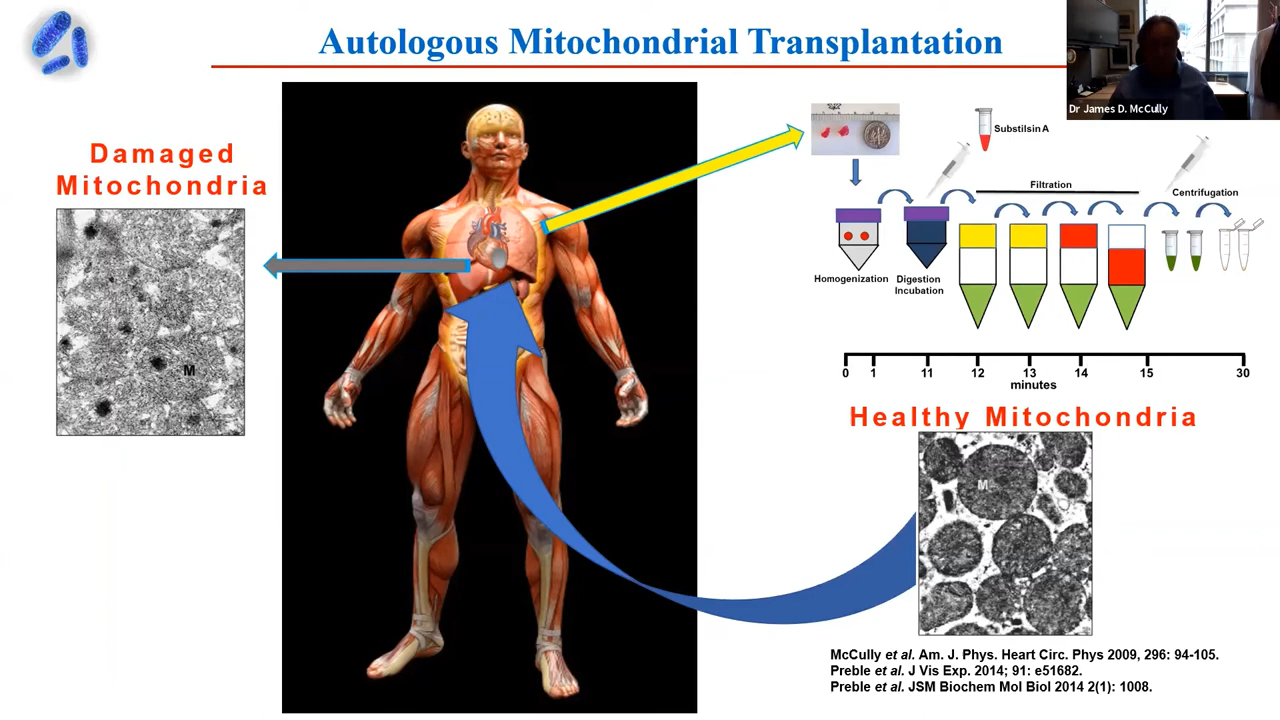 Autologous Mitochondrial Transplantation
Dr James D. McCully
Damaged
Mitochondria
M
Substilsin A
Filtration
Centrifugation
Homogenization
Digestion
Incubation
0 1 11 12 13 14 15 30
minutes
Healthy Mitochondria
M
McCully et al. Am. J. Phys. Heart Circ. Phys 2009, 296: 94-105.
Preble et al. J Vis Exp. 2014; 91: e51682.
Preble et al. JSM Biochem Mol Biol 2014 2(1): 1008.